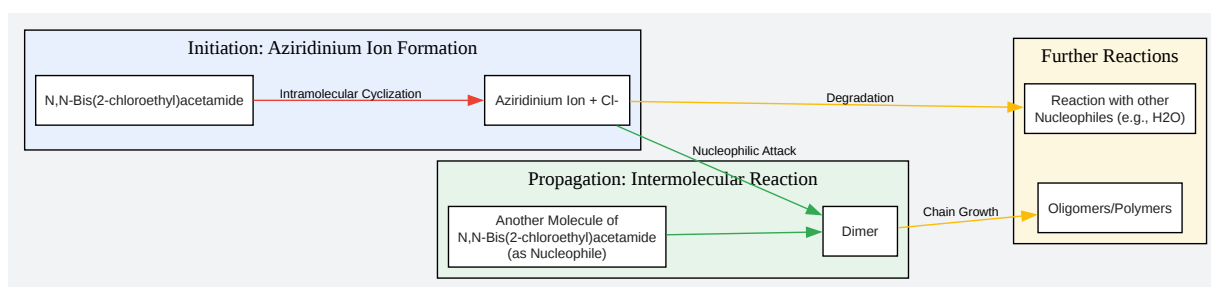 Initiation: Aziridinium Ion Formation
N,N-Bis(2-chloroethyl)acetamide
Intramolecular Cyclization
Aziridinium Ion + Cl-
Degradation
Further Reactions
Reaction with other
Nucleophiles (e.g., H2O)
Nucleophilic Attack
Propagation: Intermolecular Reaction
Another Molecule of
N,N-Bis(2-chloroethyl)acetamide
(as Nucleophile)
Dimer
Chain Growth
Oligomers/Polymers